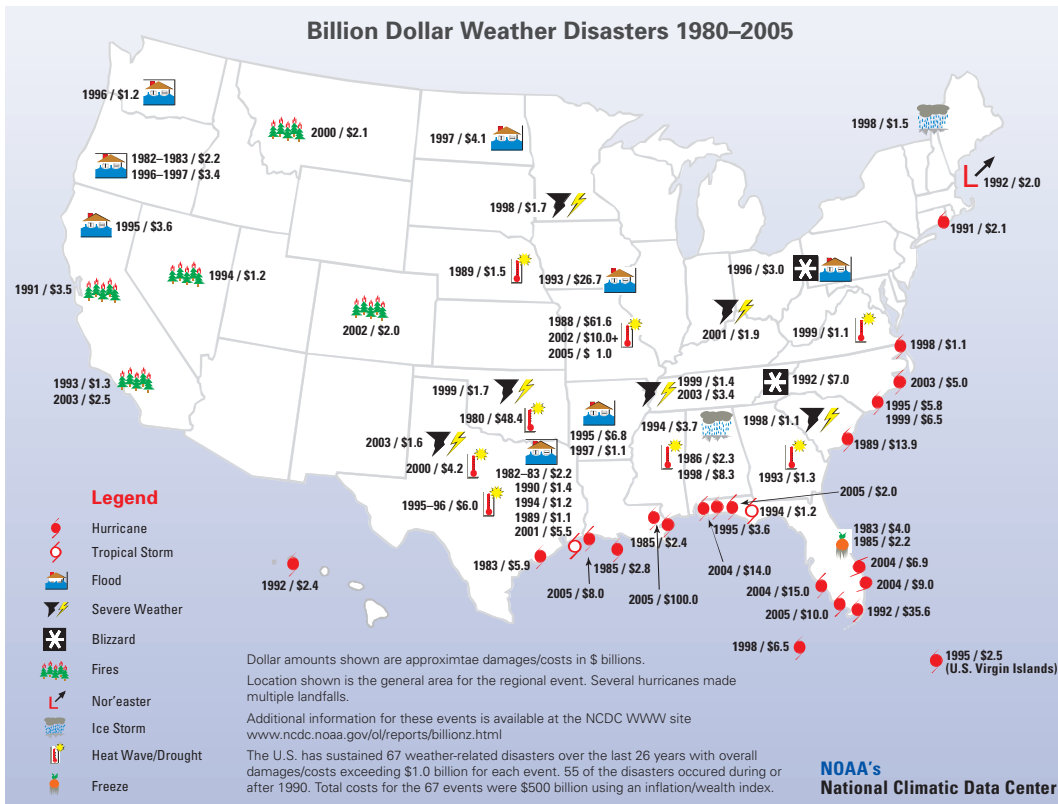 Billion Dollar Weather Disasters 1980–2005
1996 / $1.2
2000 / $2.1
1997 / $4.1
1998 / $1.5
1982–1983 / $2.2
1996–1997 / $3.4
1992 / $2.0
1998 / $1.7
1995 / $3.6
1991 / $2.1
1994 / $1.2
1989 / $1.5
1993 / $26.7
1996 / $3.0
1991 / $3.5
2002 / $2.0
1988 / $61.6
2002 / $10.0+
2005 / $ 1.0
2001 / $1.9
1999 / $1.1
1998 / $1.1
1993 / $1.3
2003 / $2.5
1999 / $1.7
1999 / $1.4
2003 / $3.4
1992 / $7.0
2003 / $5.0
1980 / $48.4
1995 / $5.8
1999 / $6.5
1995 / $6.8
1997 / $1.1
1994 / $3.7
1998 / $1.1
2003 / $1.6
1989 / $13.9
2000 / $4.2
1986 / $2.3
1998 / $8.3
1993 / $1.3
1982–83 / $2.2
1990 / $1.4
1994 / $1.2
1989 / $1.1
2001 / $5.5
1995–96 / $6.0
2005 / $2.0
1994 / $1.2
1995 / $3.6
1983 / $4.0
1985 / $2.2
1985 / $2.4
1983 / $5.9
1985 / $2.8
2004 / $14.0
2004 / $6.9
2004 / $9.0
2004 / $15.0
1992 / $2.4
2005 / $8.0
2005 / $100.0
2005 / $10.0
1992 / $35.6
1998 / $6.5
1995 / $2.5
(U.S. Virgin Islands)
Legend
Hurricane
Tropical Storm
Flood
Severe Weather
Blizzard
Fires
L
Nor'easter
Ice Storm
Heat Wave/Drought
Freeze
Dollar amounts shown are approximtae damages/costs in $ billions.
Location shown is the general area for the regional event. Several hurricanes made
multiple landfalls.
Additional information for these events is available at the NCDC WWW site
www.ncdc.noaa.gov/ol/reports/billionz.html
The U.S. has sustained 67 weather-related disasters over the last 26 years with overall
damages/costs exceeding $1.0 billion for each event. 55 of the disasters occured during or
after 1990. Total costs for the 67 events were $500 billion using an inflation/wealth index.
NOAA's
National Climatic Data Center